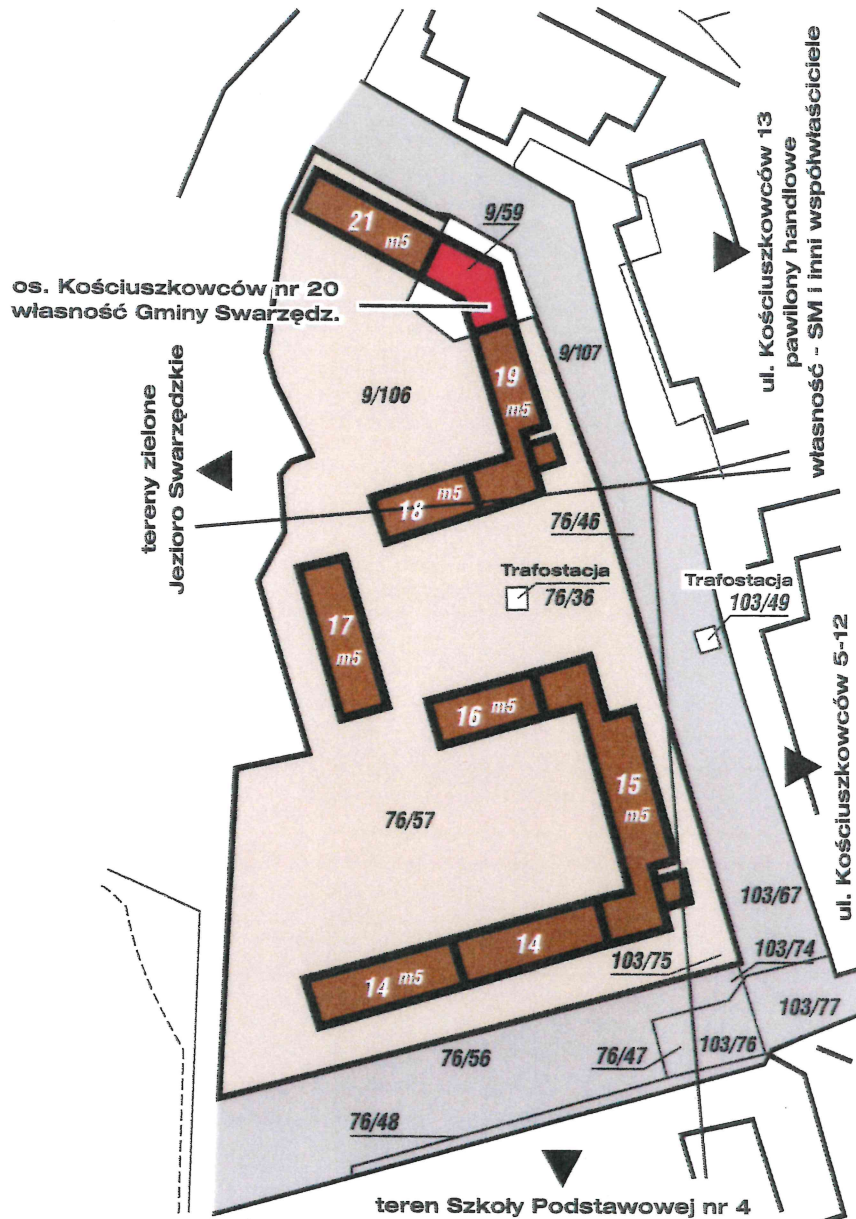 ul. Kościuszkowców 13
pawilony handlowe
własność - SM i inni współwłaściciele
21 m5
9/59
os. Kościuszkowców nr 20
własność Gminy Swarzędz.
9/107
19 m5
9/106
tereny zielone
Jezioro Swarzędzkie
18 m5
76/46
Trafostacja
76/36
Trafostacja
103/49
17 m5
16 m5
ul. Kościuszkowców 5-12
15 m5
76/57
103/67
14
103/74
103/75
14 m5
103/77
76/56
76/47
103/76
76/48
teren Szkoły Podstawowej nr 4